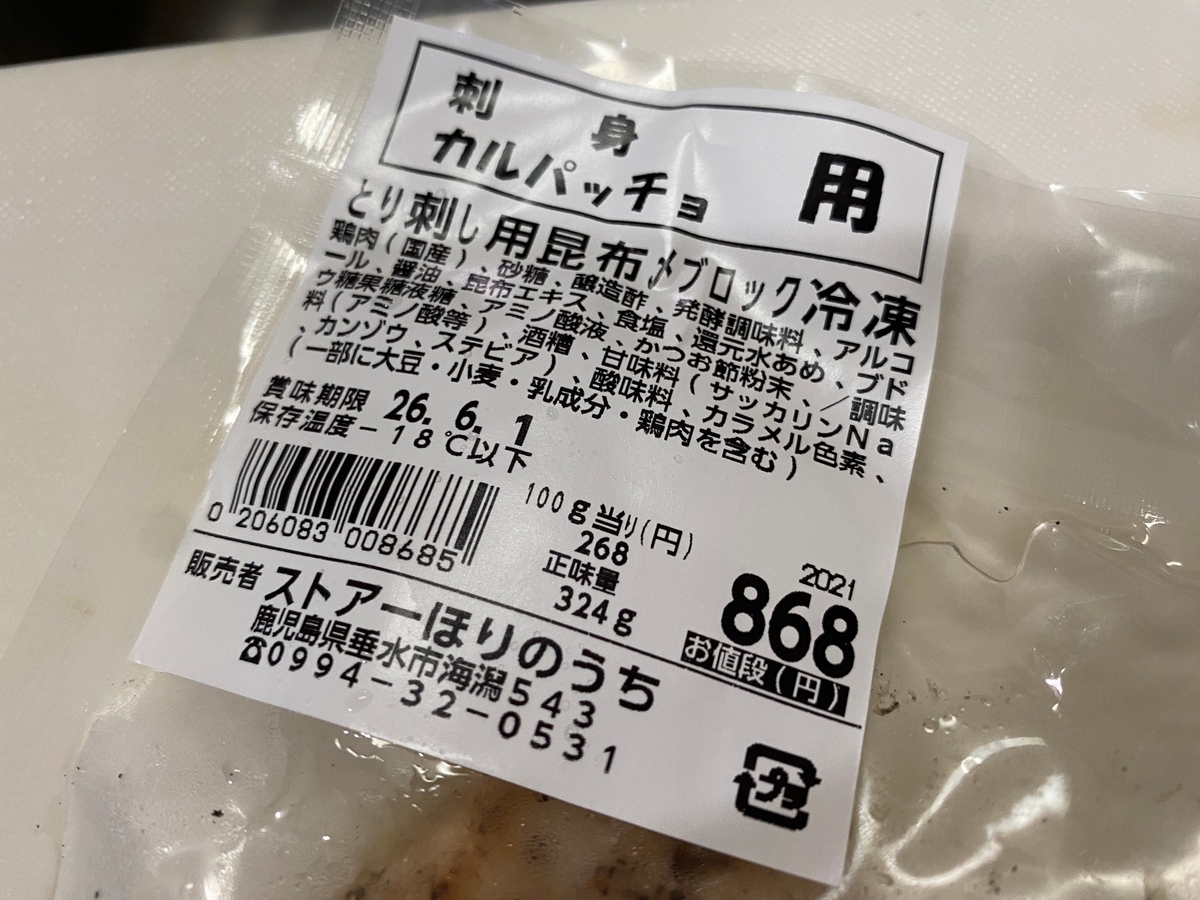 刺身
カルパッチョ
用
とり刺し用昆布〆ブロック冷凍
鶏肉(国産)、砂糖、醸造酢、発酵調味料、アルコ
ール、醤油、昆布エキス、食塩、還元水あめ、ブド
ウ糖果糖液糖、アミノ酸液、かつお節粉末、/調味
料(アミノ酸等)、酒糟、甘味料(サッカリンNa
、カンゾウ、ステビア)、酸味料、カラメル色素、
(一部に大豆・小麦・乳成分・鶏肉を含む)
賞味期限 26.6.1
保存温度-18℃以下
0 206083 008685
100g当り(円)
268
正味量
324g
2021
868
お値段(円)
販売者 ストアーほりのうち
鹿児島県垂水市海潟543
☎0994-32-0531
プラ